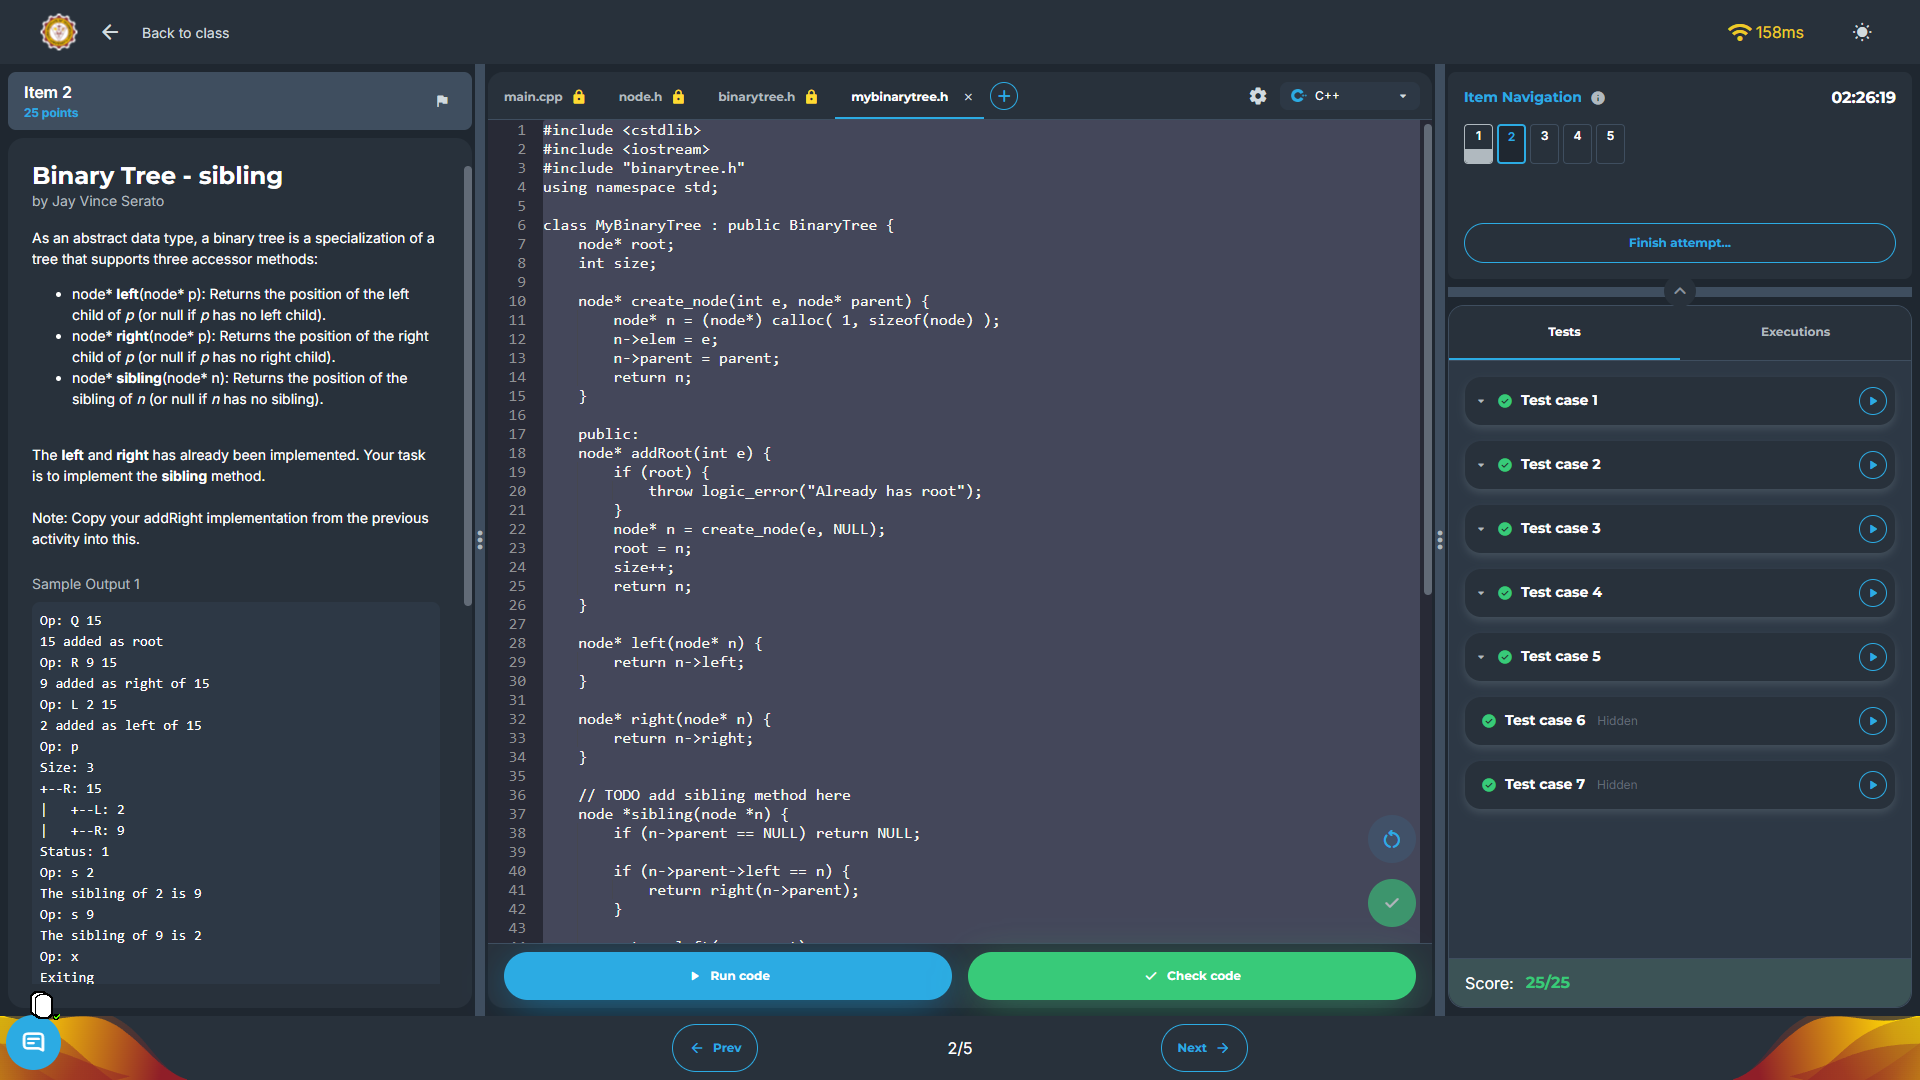 Back to class
158ms
Item 2
25 points
Binary Tree - sibling
by Jay Vince Serato
As an abstract data type, a binary tree is a specialization of a
tree that supports three accessor methods:
• node* left(node* p): Returns the position of the left
child of p (or null if p has no left child).
• node* right(node* p): Returns the position of the right
child of p (or null if p has no right child).
• node* sibling(node* n): Returns the position of the
sibling of n (or null if n has no sibling).
The left and right has already been implemented. Your task
is to implement the sibling method.
Note: Copy your addRight implementation from the previous
activity into this.
Sample Output 1
Op: Q 15
15 added as root
Op: R 9 15
9 added as right of 15
Op: L 2 15
2 added as left of 15
Op: p
Size: 3
+--R: 15
|   +--L: 2
|   +--R: 9
Status: 1
Op: s 2
The sibling of 2 is 9
Op: s 9
The sibling of 9 is 2
Op: x
Exiting
main.cpp
node.h
binarytree.h
mybinarytree.h ×
C++
1 #include <cstdlib>
2 #include <iostream>
3 #include "binarytree.h"
4 using namespace std;
5
6 class MyBinaryTree : public BinaryTree {
7     node* root;
8     int size;
9
10     node* create_node(int e, node* parent) {
11         node* n = (node*) calloc( 1, sizeof(node) );
12         n->elem = e;
13         n->parent = parent;
14         return n;
15     }
16
17     public:
18     node* addRoot(int e) {
19         if (root) {
20             throw logic_error("Already has root");
21         }
22         node* n = create_node(e, NULL);
23         root = n;
24         size++;
25         return n;
26     }
27
28     node* left(node* n) {
29         return n->left;
30     }
31
32     node* right(node* n) {
33         return n->right;
34     }
35
36     // TODO add sibling method here
37     node *sibling(node *n) {
38         if (n->parent == NULL) return NULL;
39
40         if (n->parent->left == n) {
41             return right(n->parent);
42         }
43
Run code
Check code
Prev
2/5
Next
Item Navigation
02:26:19
1
2
3
4
5
Finish attempt...
Tests
Executions
Test case 1
Test case 2
Test case 3
Test case 4
Test case 5
Test case 6 Hidden
Test case 7 Hidden
Score: 25/25